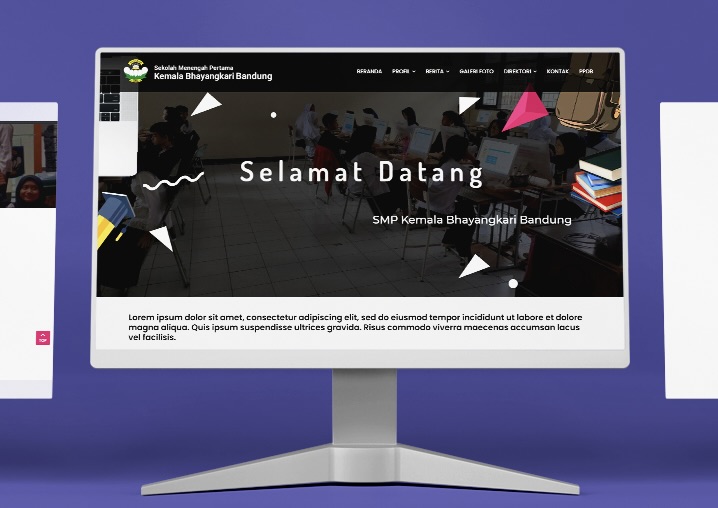 Sekolah Menengah Pertama
Kemala Bhayangkari Bandung
BERANDA PROFIL BERITA GALERI FOTO DIREKTORI KONTAK PPDB
Selamat Datang
SMP Kemala Bhayangkari Bandung
Lorem ipsum dolor sit amet, consectetur adipiscing elit, sed do eiusmod tempor incididunt ut labore et dolore
magna aliqua. Quis ipsum suspendisse ultrices gravida. Risus commodo viverra maecenas accumsan lacus
vel facilisis.
TOP